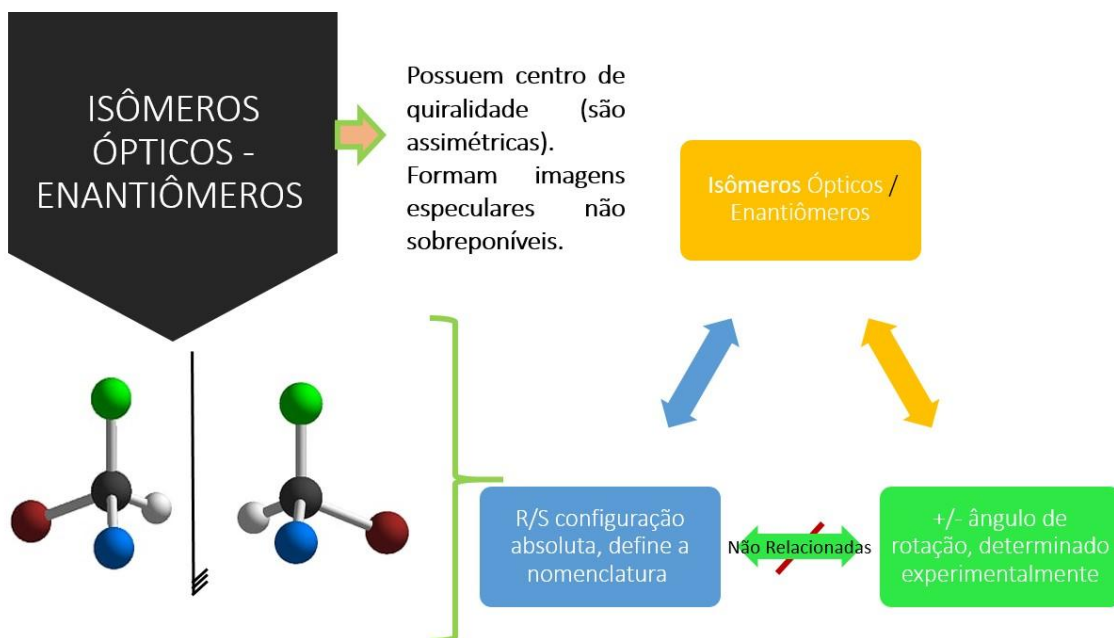 ISÔMEROS
ÓPTICOS -
ENANTIÔMEROS
Possuem centro de
quiralidade (são
assimétricas).
Formam imagens
especulares não
sobreponíveis.
Isômeros Ópticos /
Enantiômeros
R/S configuração
absoluta, define a
nomenclatura
Não Relacionadas
+/- ângulo de
rotação, determinado
experimentalmente